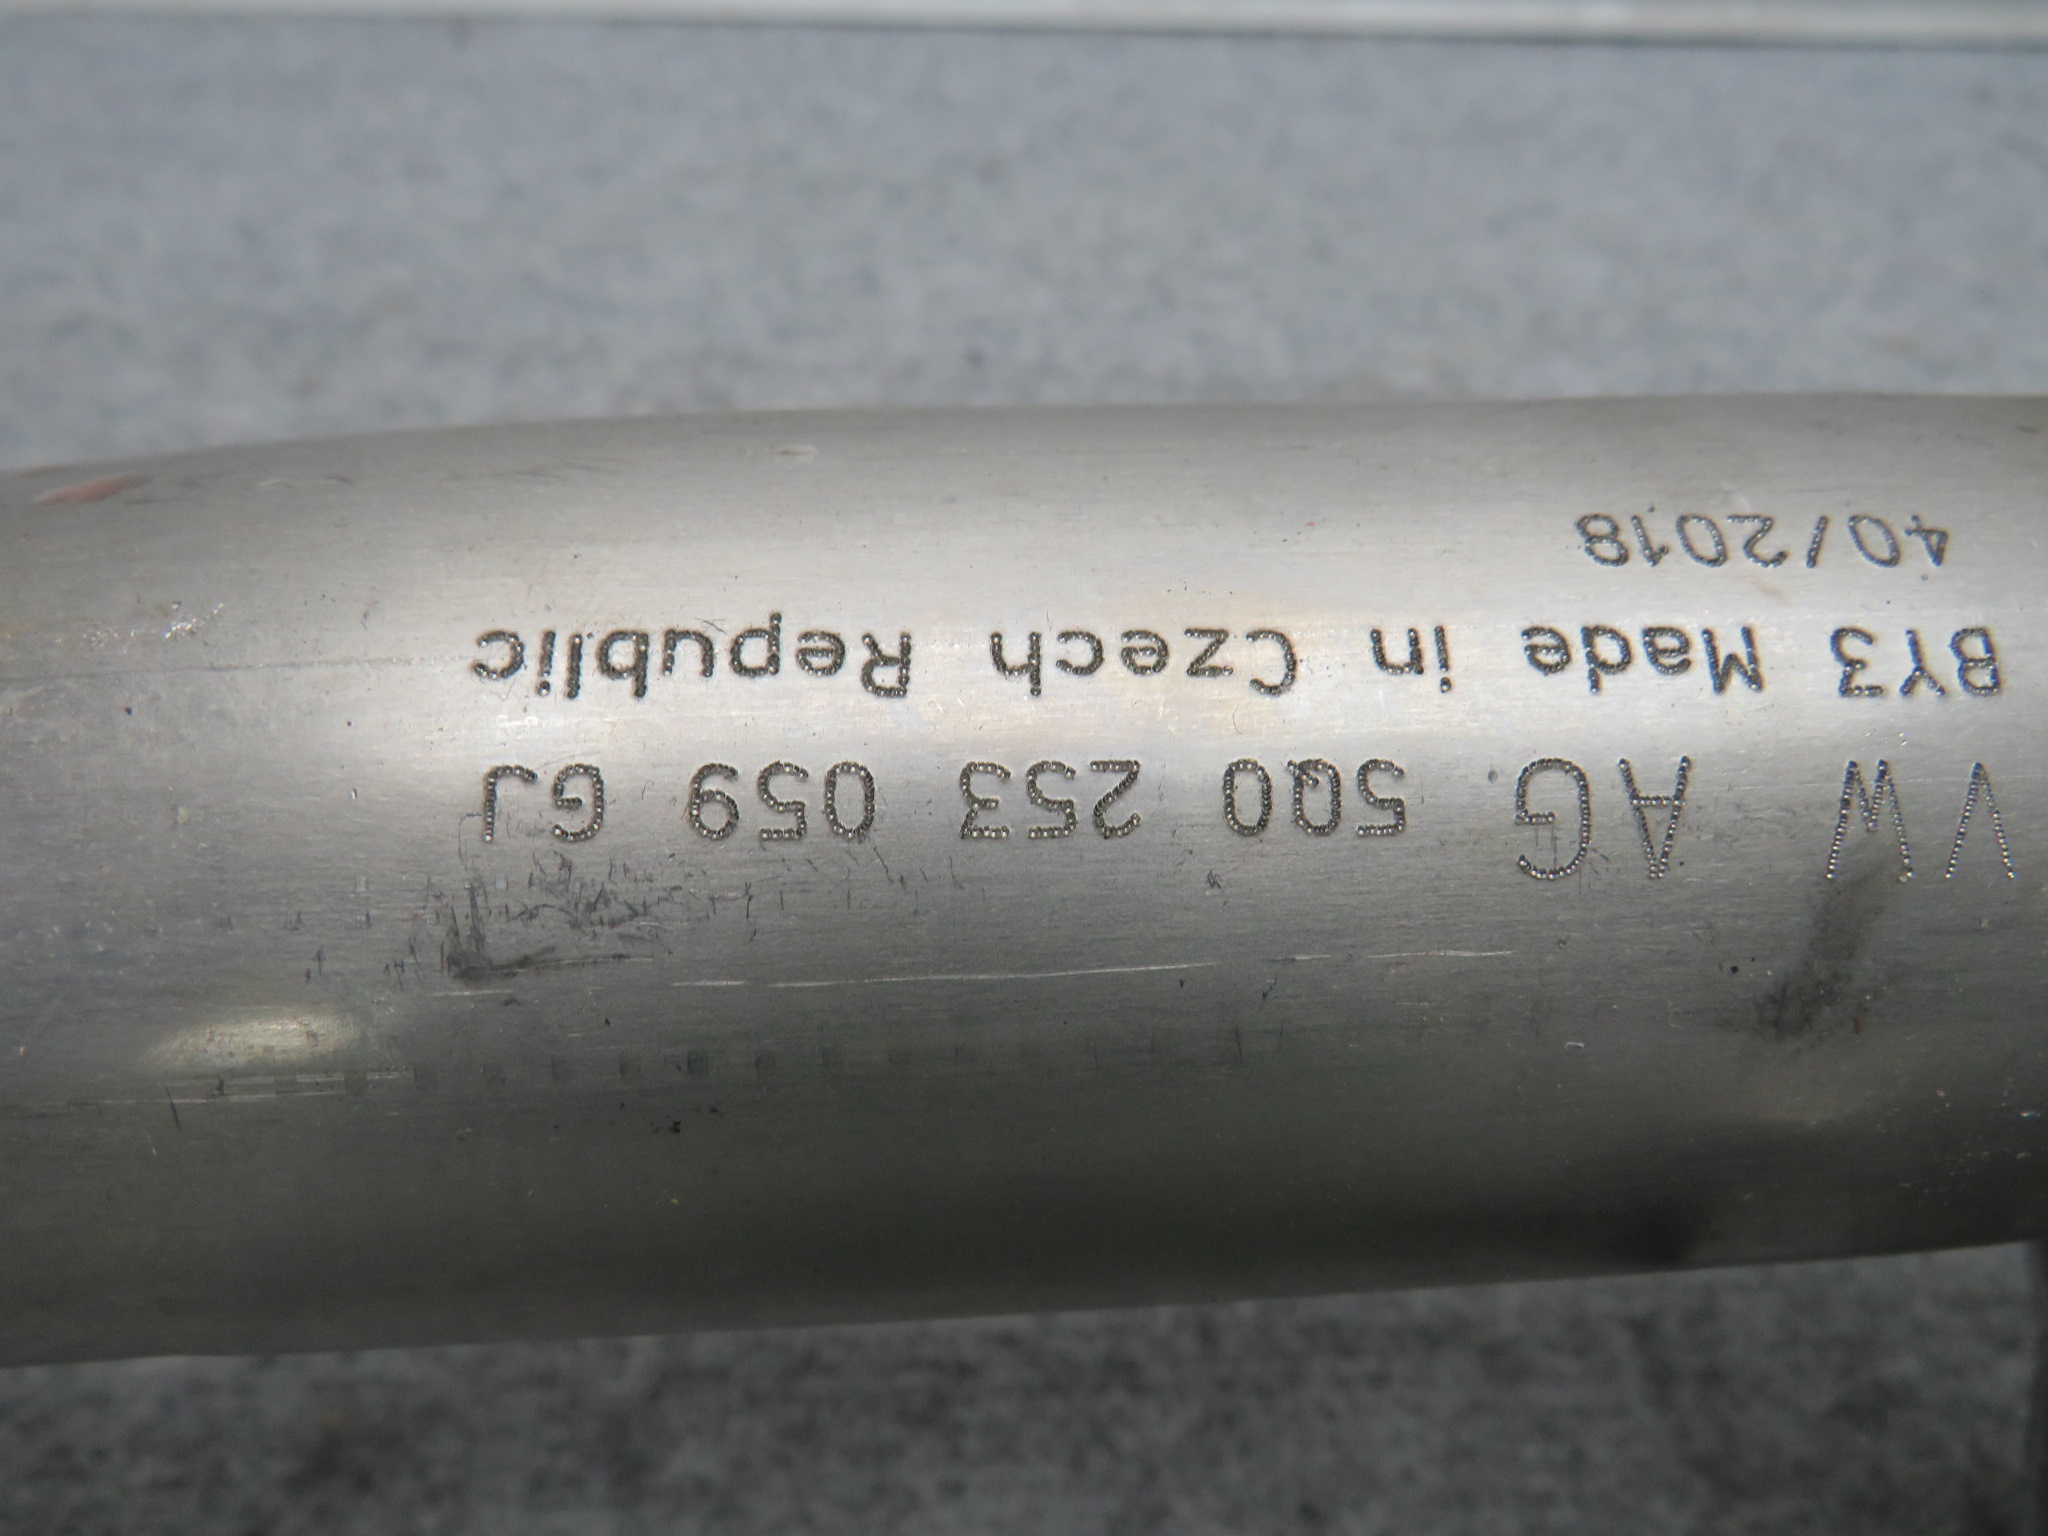 VW AG 5Q0 253 059 GJ
BY3 Made in Czech Republic
40/2018